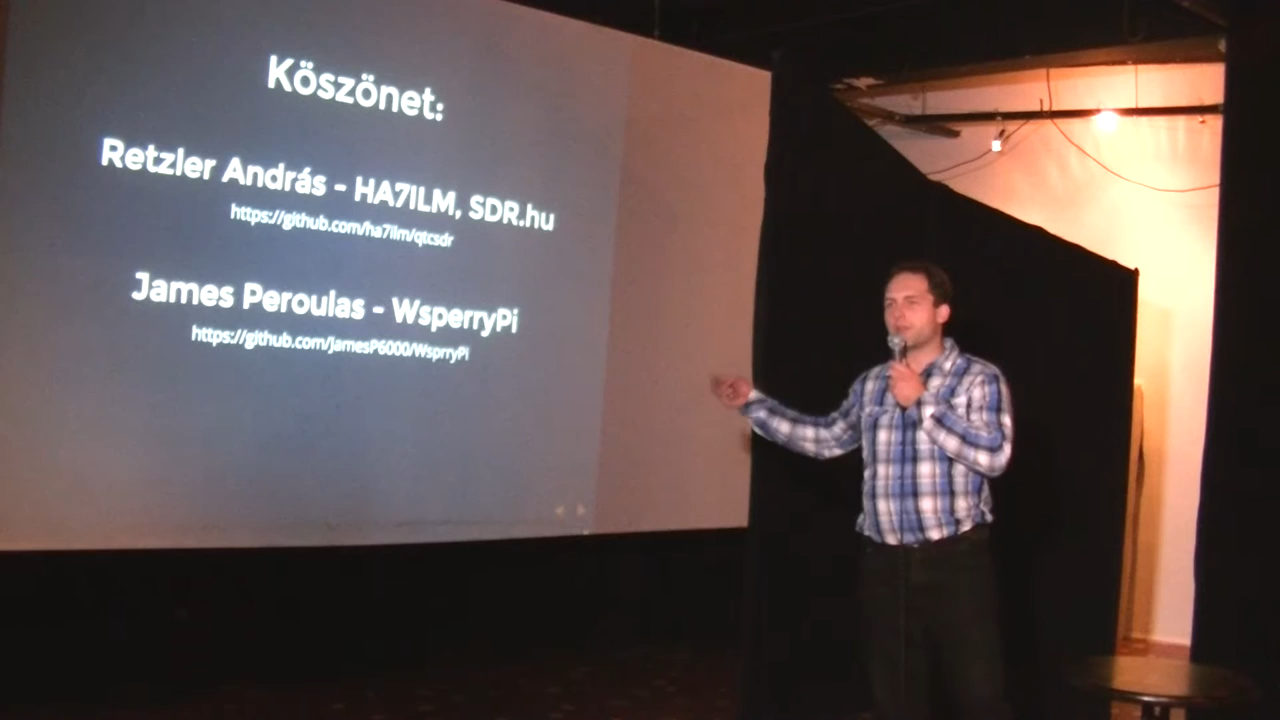 Köszönet:
Retzler András - HA7ILM, SDR.hu
https://github.com/ha7ilm/qtcsdr
James Peroulas - WsperryPi
https://github.com/JamesP6000/WsprryPi